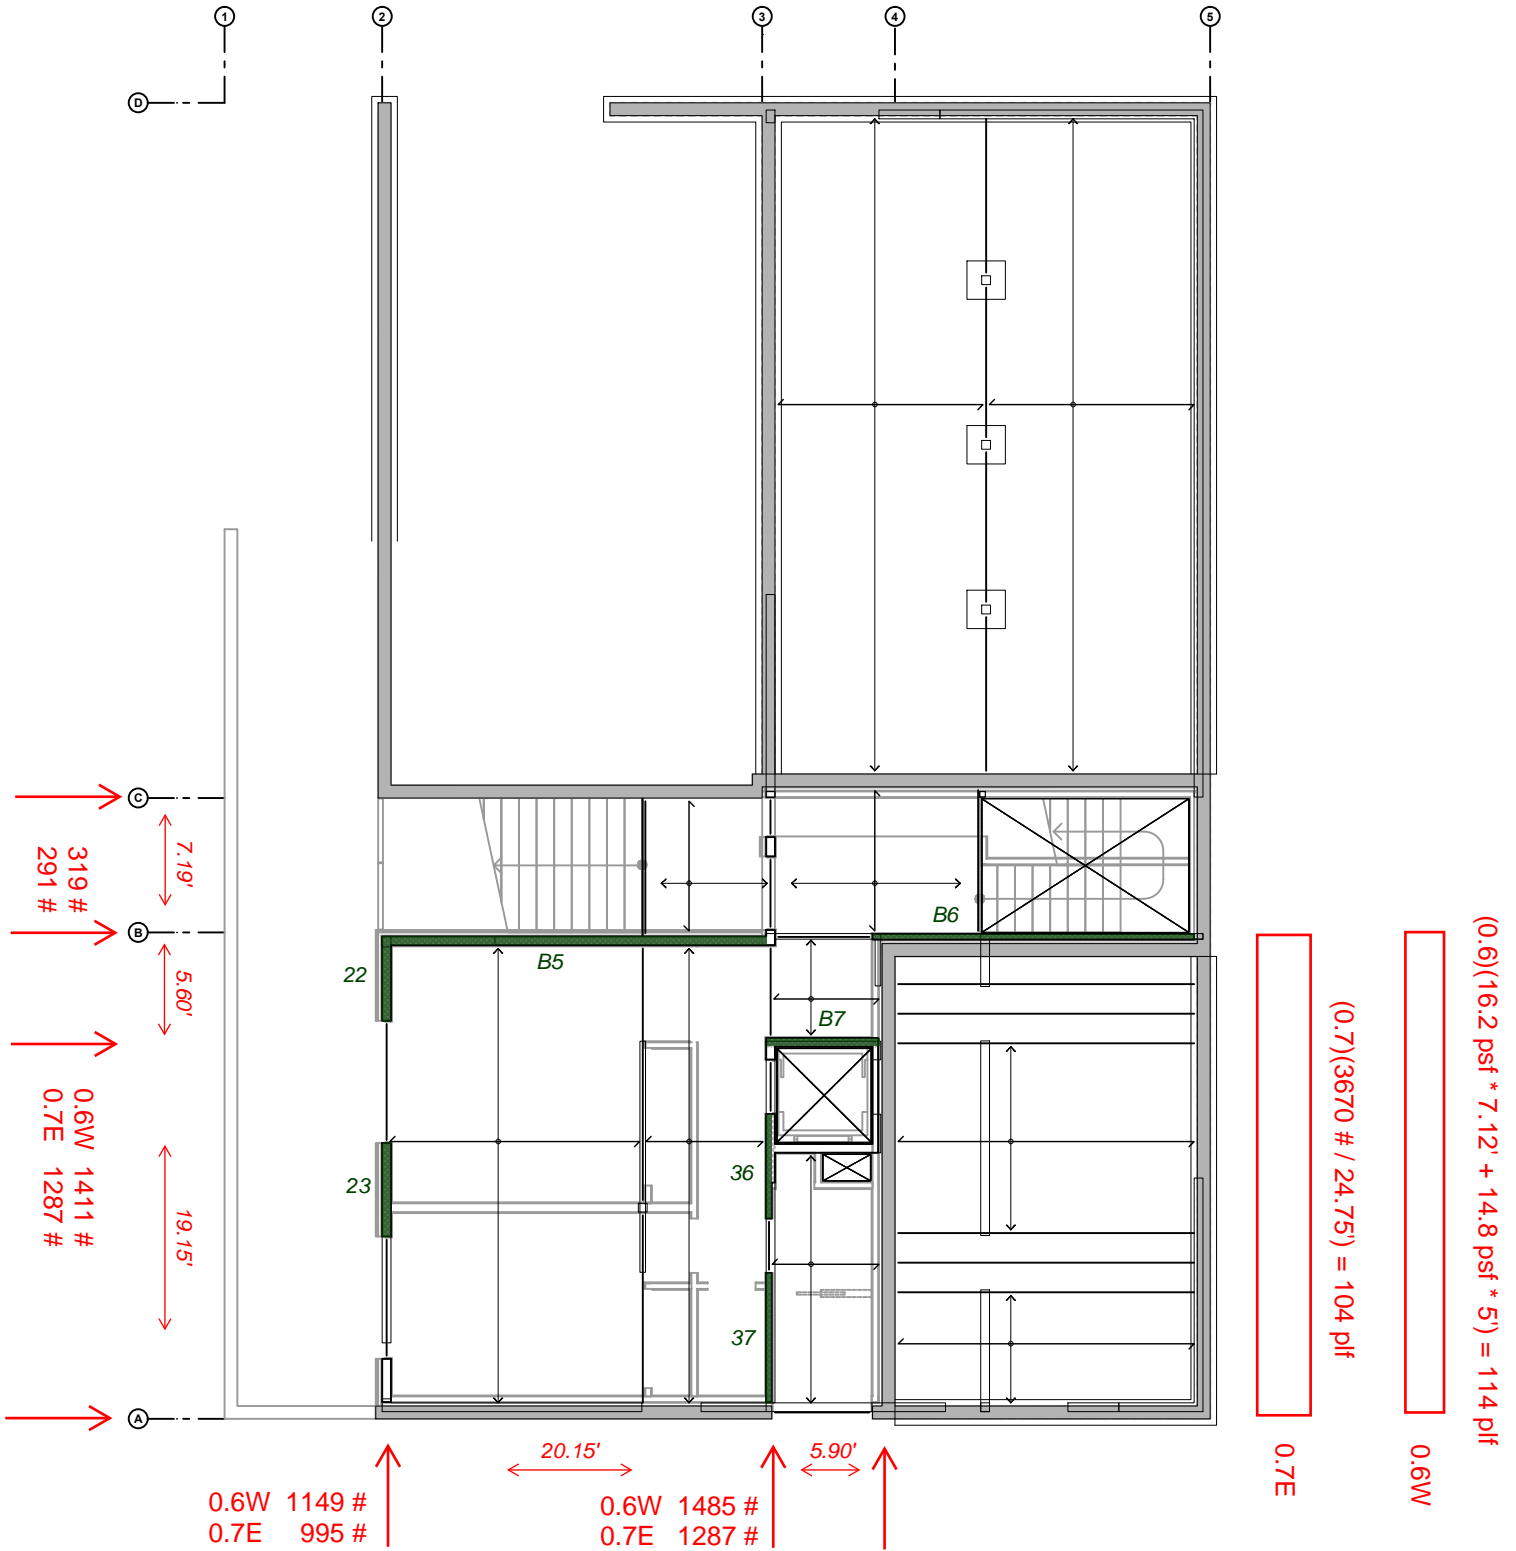 1
2
3
4
5
D
C
7.19'
319 #
291 #
B
5.60'
22
B5
B6
B7
0.6W 1411 #
0.7E 1287 #
23
36
19.15'
37
A
(0.6)(16.2 psf * 7.12' + 14.8 psf * 5') = 114 plf
(0.7)(3670 # / 24.75') = 104 plf
0.7E
0.6W
20.15'
5.90'
0.6W 1149 #
0.7E 995 #
0.6W 1485 #
0.7E 1287 #